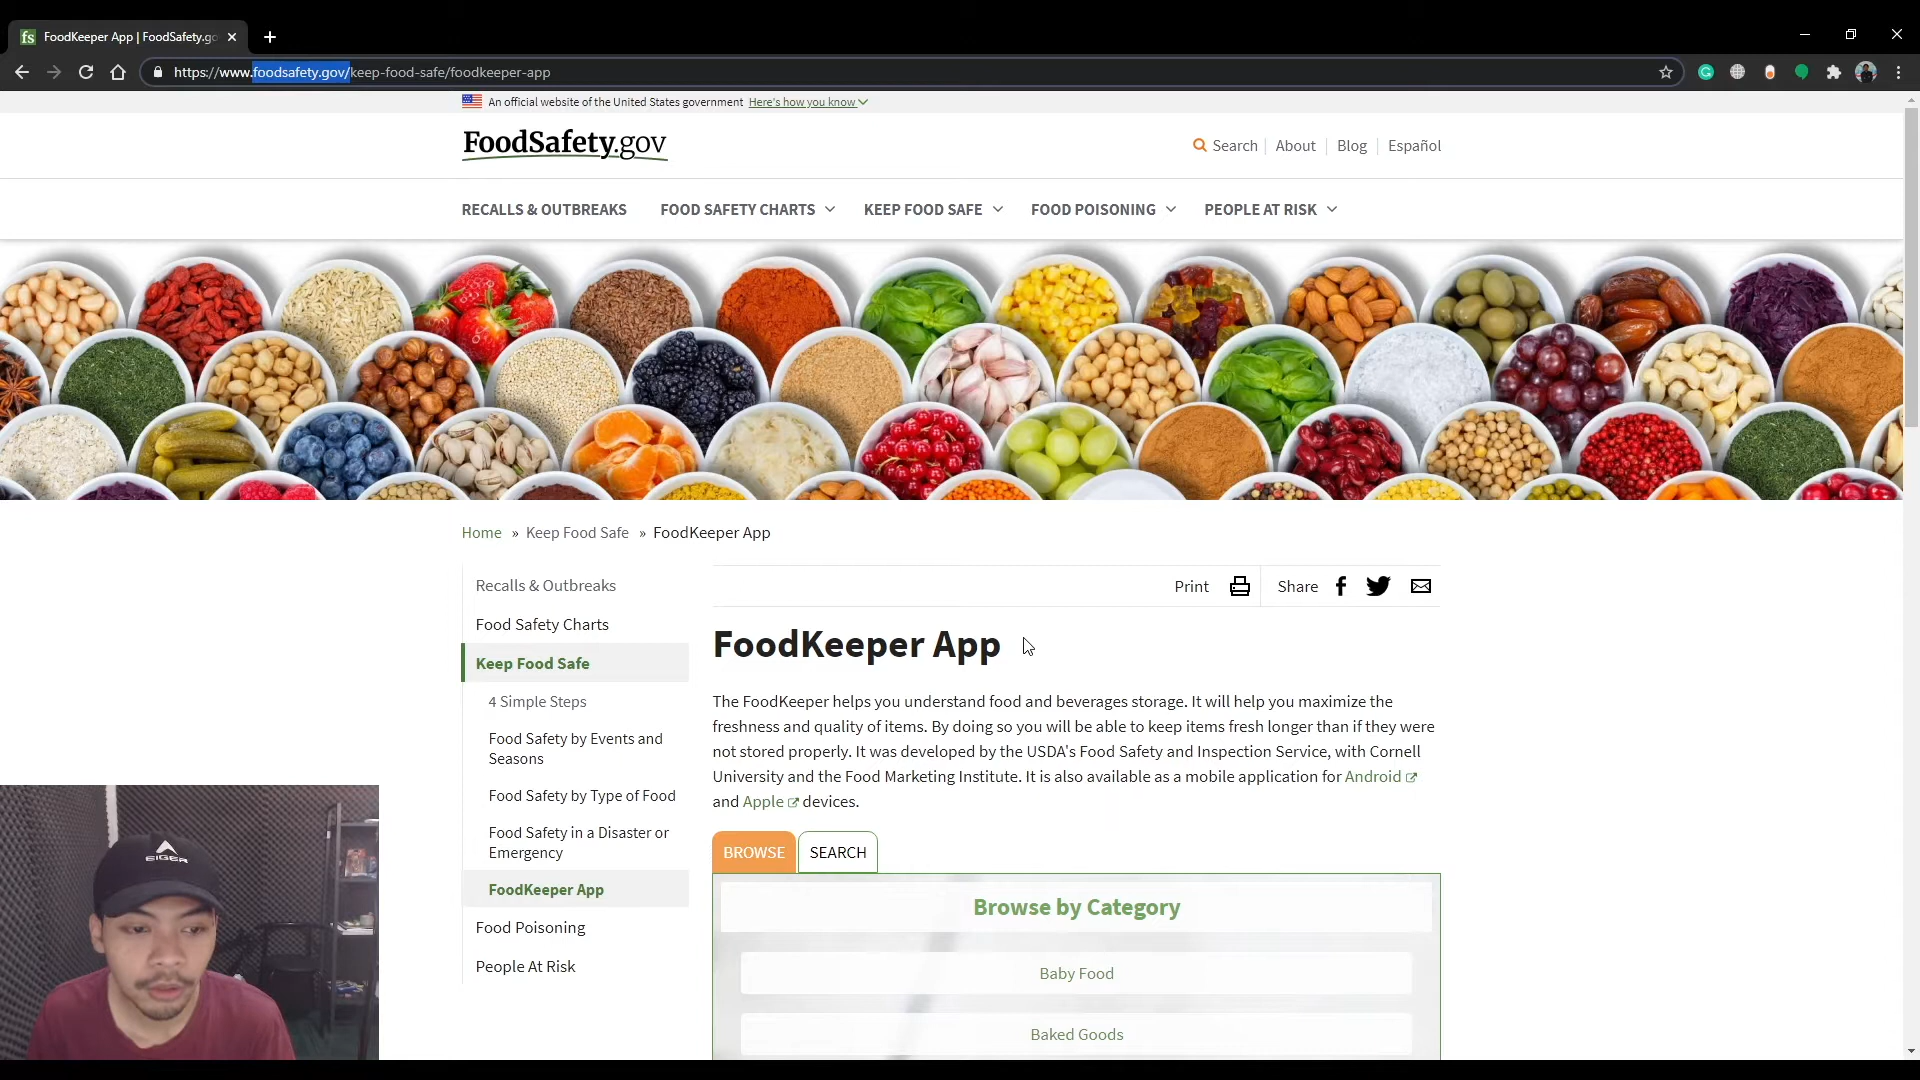 fs FoodKeeper App | FoodSafety.go
https://www.foodsafety.gov/keep-food-safe/foodkeeper-app
An official website of the United States government Here's how you know
FoodSafety.gov
Search About Blog Español
RECALLS & OUTBREAKS FOOD SAFETY CHARTS KEEP FOOD SAFE FOOD POISONING PEOPLE AT RISK
Home » Keep Food Safe » FoodKeeper App
Recalls & Outbreaks
Food Safety Charts
Keep Food Safe
4 Simple Steps
Food Safety by Events and
Seasons
Food Safety by Type of Food
Food Safety in a Disaster or
Emergency
FoodKeeper App
Food Poisoning
People At Risk
Print Share
FoodKeeper App
The FoodKeeper helps you understand food and beverages storage. It will help you maximize the
freshness and quality of items. By doing so you will be able to keep items fresh longer than if they were
not stored properly. It was developed by the USDA's Food Safety and Inspection Service, with Cornell
University and the Food Marketing Institute. It is also available as a mobile application for Android
and Apple devices.
BROWSE SEARCH
Browse by Category
Baby Food
Baked Goods
EIGER